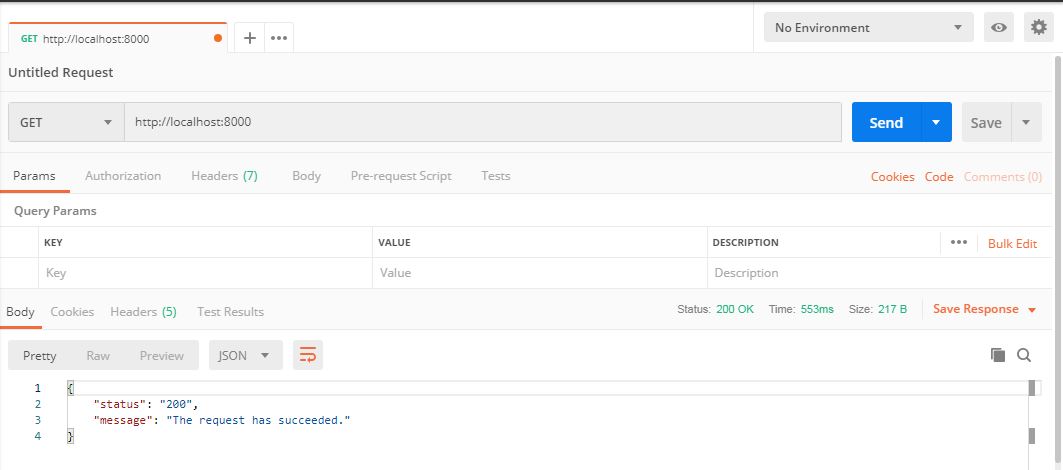 GET http://localhost:8000
+ •••
No Environment
Untitled Request
GET http://localhost:8000 Send Save
Params Authorization Headers (7) Body Pre-request Script Tests Cookies Code Comments (0)
Query Params
KEY VALUE DESCRIPTION ••• Bulk Edit
Key Value Description
Body Cookies Headers (5) Test Results Status: 200 OK Time: 553ms Size: 217 B Save Response
Pretty Raw Preview JSON
1 {
2 "status": "200",
3 "message": "The request has succeeded."
4 }